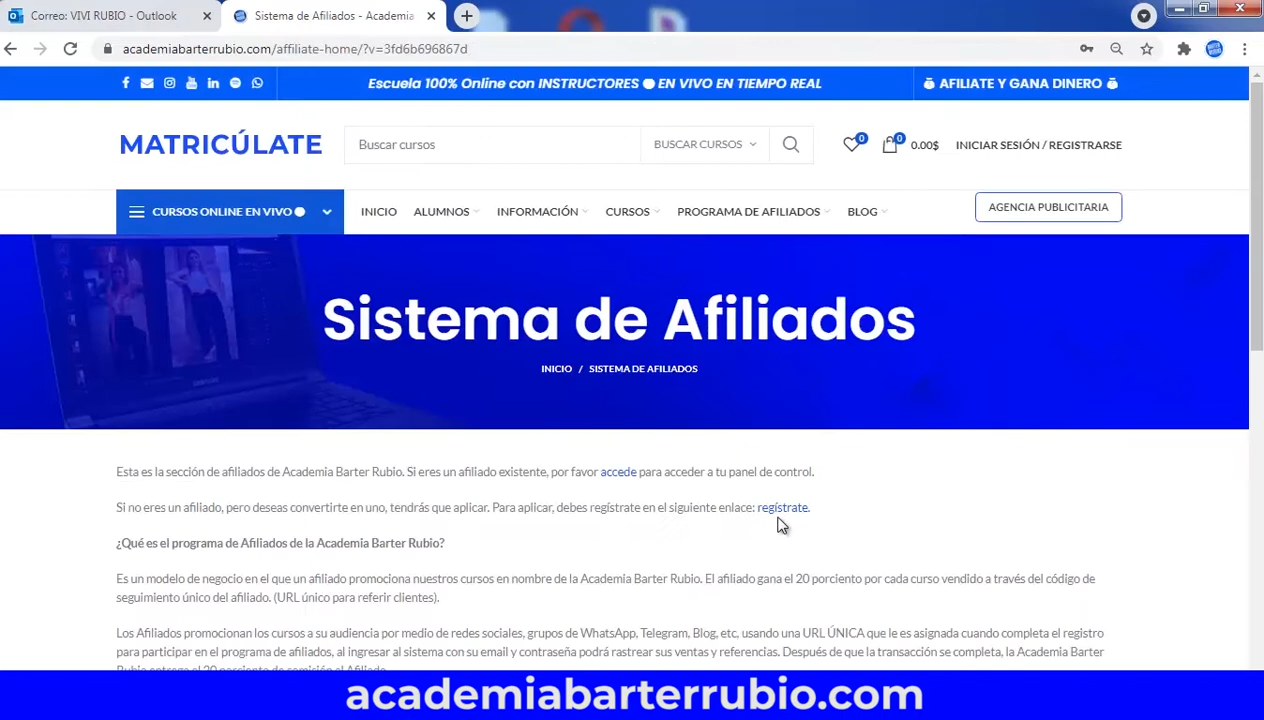 Correo: VIVI RUBIO - Outlook
Sistema de Afiliados - Academia
academiabarterrubio.com/affiliate-home/?v=3fd6b696867d
Escuela 100% Online con INSTRUCTORES EN VIVO EN TIEMPO REAL
AFILIATE Y GANA DINERO
MATRICÚLATE
Buscar cursos
BUSCAR CURSOS
0
0
0.00$
INICIAR SESIÓN / REGISTRARSE
CURSOS ONLINE EN VIVO
INICIO
ALUMNOS
INFORMACIÓN
CURSOS
PROGRAMA DE AFILIADOS
BLOG
AGENCIA PUBLICITARIA
Sistema de Afiliados
INICIO / SISTEMA DE AFILIADOS
Esta es la sección de afiliados de Academia Barter Rubio. Si eres un afiliado existente, por favor accede para acceder a tu panel de control.
Si no eres un afiliado, pero deseas convertirte en uno, tendrás que aplicar. Para aplicar, debes regístrate en el siguiente enlace: regístrate.
¿Qué es el programa de Afiliados de la Academia Barter Rubio?
Es un modelo de negocio en el que un afiliado promociona nuestros cursos en nombre de la Academia Barter Rubio. El afiliado gana el 20 porciento por cada curso vendido a través del código de
seguimiento único del afiliado. (URL único para referir clientes).
Los Afiliados promocionan los cursos a su audiencia por medio de redes sociales, grupos de WhatsApp, Telegram, Blog, etc, usando una URL ÚNICA que le es asignada cuando completa el registro
para participar en el programa de afiliados, al ingresar al sistema con su email y contraseña podrá rastrear sus ventas y referencias. Después de que la transacción se completa, la Academia Barter
Rubio entrega el 20 porciento de comisión al Afiliado.
academiabarterrubio.com